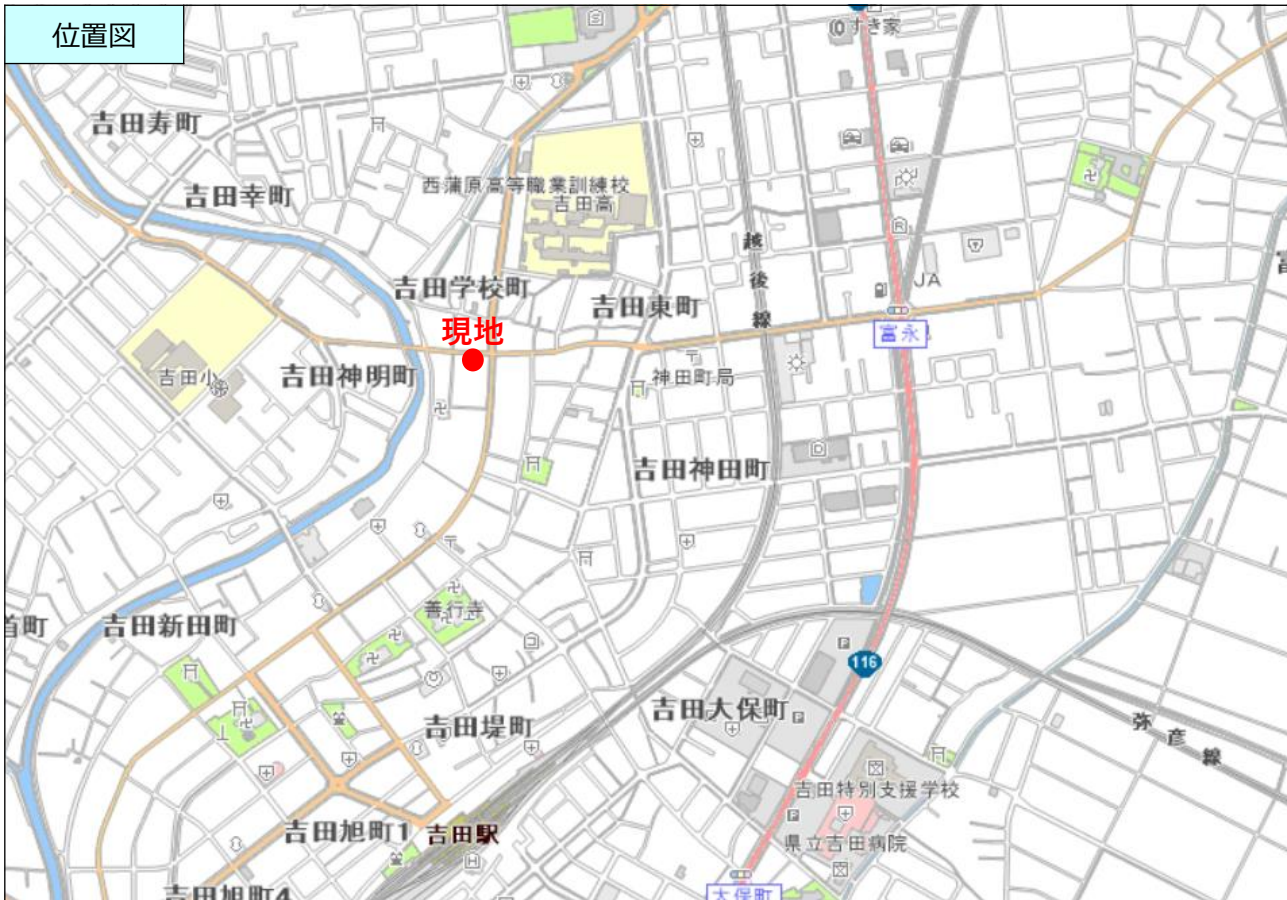 位置図
すき家
吉田寿町
西蒲原高等職業訓練校
吉田高
吉田幸町
越後線
JA
吉田学校町
吉田東町
現地
富永
吉田神明町
神田町局
吉田小
吉田神田町
善行寺
吉田新田町
116
吉田大保町
吉田堤町
弥彦線
吉田特別支援学校
吉田旭町1
吉田駅
県立吉田病院
吉田旭町4
大保町